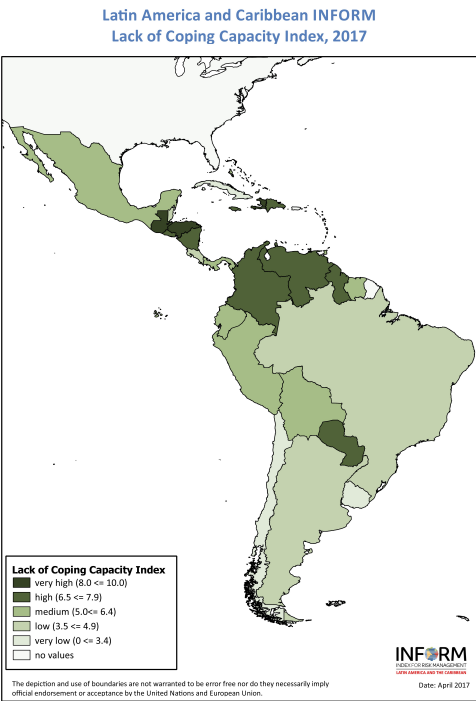 Latin America and Caribbean INFORM
Lack of Coping Capacity Index, 2017
Lack of Coping Capacity Index
very high (8.0 <= 10.0)
high (6.5 <= 7.9)
medium (5.0<= 6.4)
low (3.5 <= 4.9)
very low (0 <= 3.4)
no values
The depiction and use of boundaries are not warranted to be error free nor do they necessarily imply
official endorsement or acceptance by the United Nations and European Union.
INFORM
INDEX FOR RISK MANAGEMENT
LATIN AMERICA AND THE CARIBBEAN
Date: April 2017